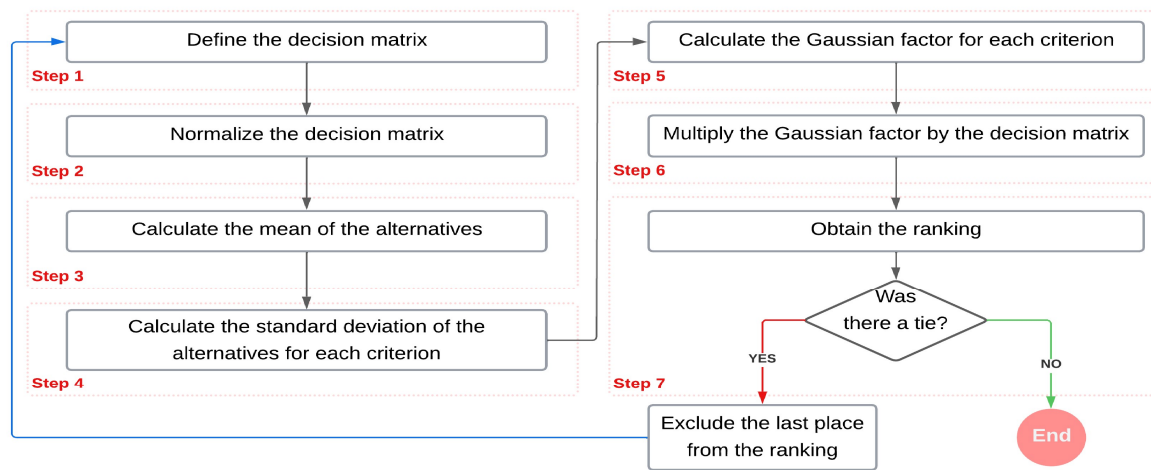 Define the decision matrix
Step 1
Normalize the decision matrix
Step 2
Calculate the mean of the alternatives
Step 3
Calculate the standard deviation of the
alternatives for each criterion
Step 4
Calculate the Gaussian factor for each criterion
Step 5
Multiply the Gaussian factor by the decision matrix
Step 6
Obtain the ranking
Was
there a tie?
YES
NO
Step 7
Exclude the last place
from the ranking
End